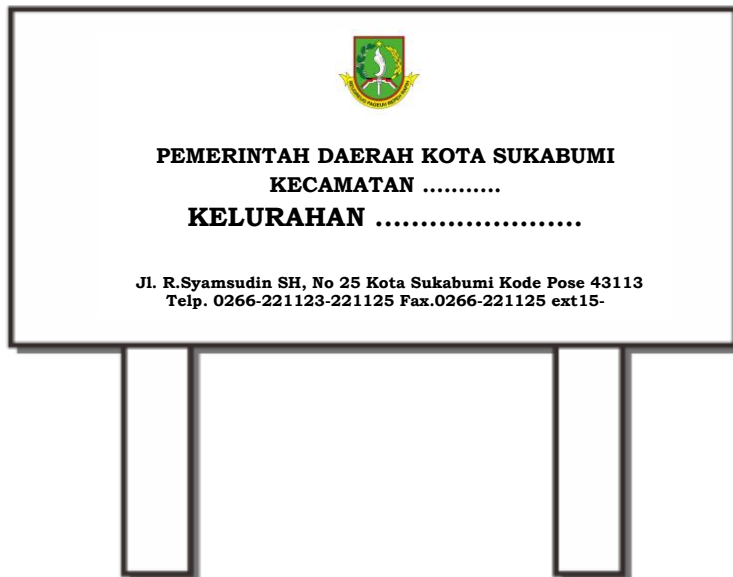 PEMERINTAH DAERAH KOTA SUKABUMI
KECAMATAN ...........
KELURAHAN .......................
Jl. R.Syamsudin SH, No 25 Kota Sukabumi Kode Pose 43113
Telp. 0266-221123-221125 Fax.0266-221125 ext15-